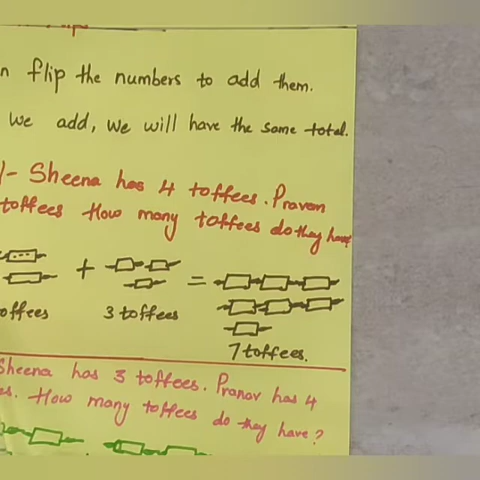 n flip the numbers to add them.
we add, we will have the same total.
)- Sheena has 4 toffees. Pravan
toffees How many toffees do they have
+ =
offees 3 toffees
7 toffees.
Sheena has 3 toffees. Pranav has 4
es. How many toffees do they have?